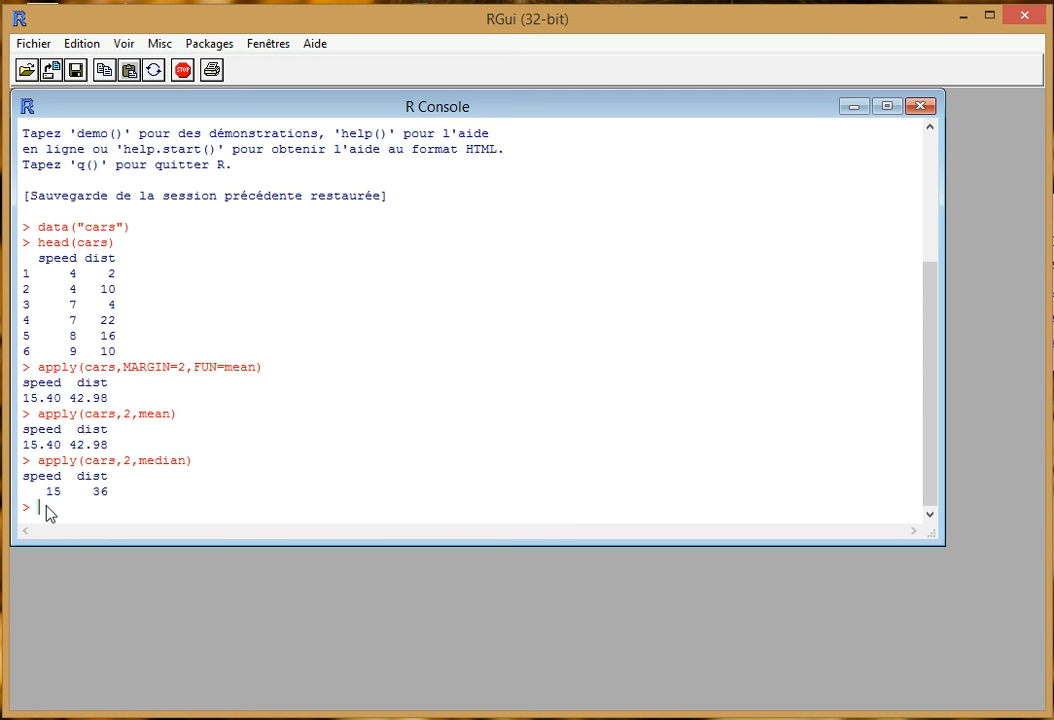 RGui (32-bit)
Fichier Edition Voir Misc Packages Fenêtres Aide
STOP
R Console
Tapez 'demo()' pour des démonstrations, 'help()' pour l'aide
en ligne ou 'help.start()' pour obtenir l'aide au format HTML.
Tapez 'q()' pour quitter R.
[Sauvegarde de la session précédente restaurée]
> data("cars")
> head(cars)
  speed dist
1     4    2
2     4   10
3     7    4
4     7   22
5     8   16
6     9   10
> apply(cars,MARGIN=2,FUN=mean)
speed  dist
15.40 42.98
> apply(cars,2,mean)
speed  dist
15.40 42.98
> apply(cars,2,median)
speed  dist
   15    36
>